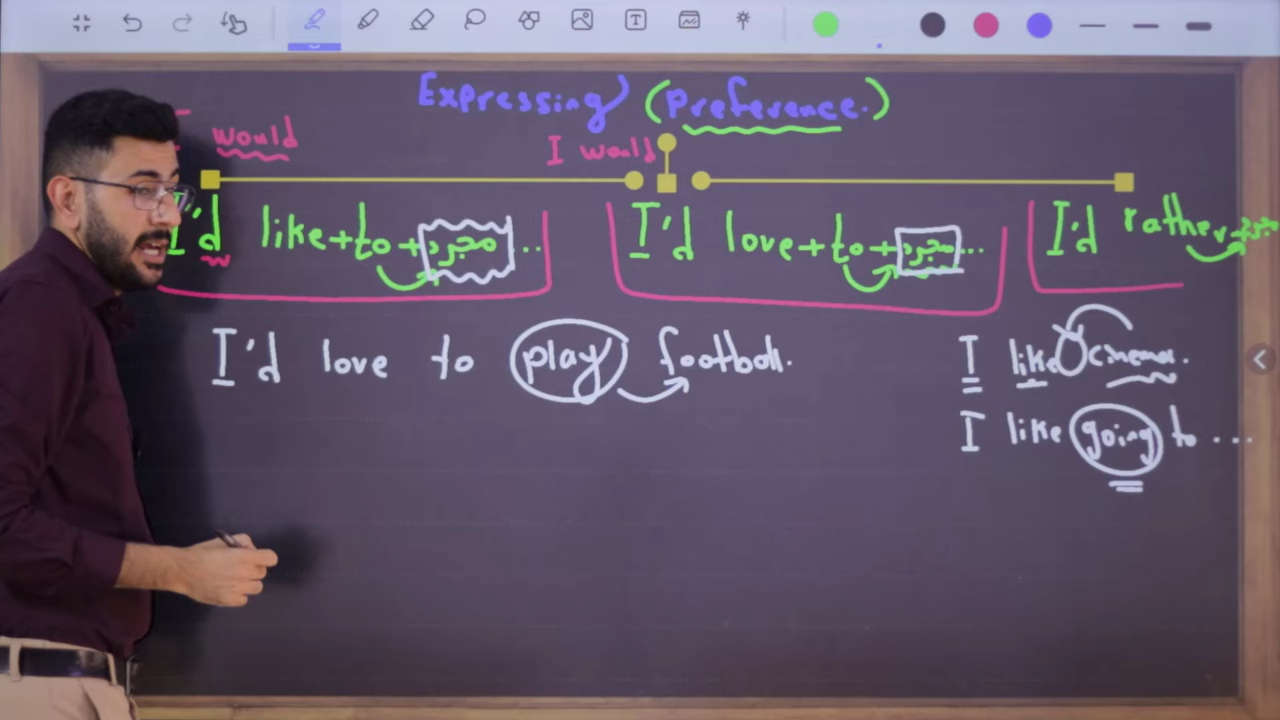 Expressing (Preference.)
would
I would
I'd like+to+مجرد ..
I'd love+to+مجرد...
I'd rather+مجرد
I'd love to play football.
I like cinema.
I like going to ...